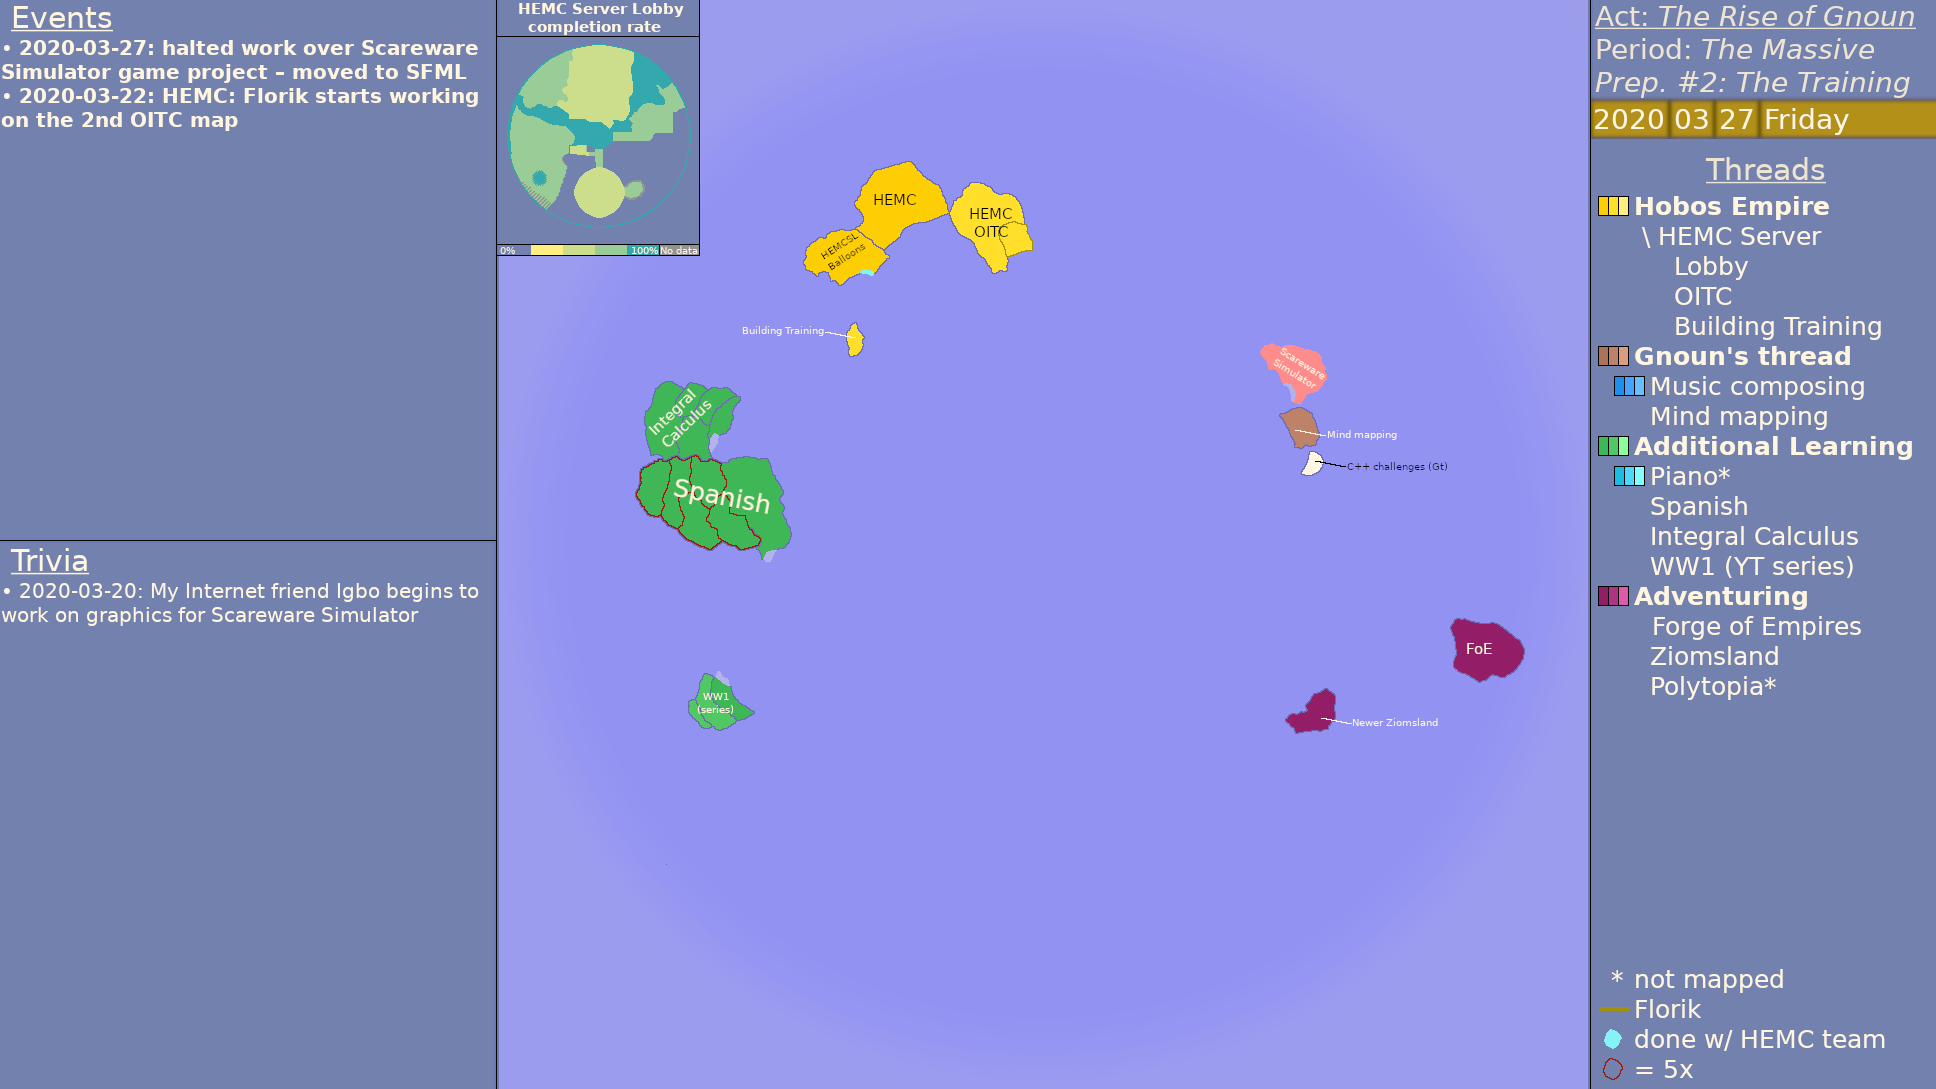 Events
• 2020-03-27: halted work over Scareware
Simulator game project – moved to SFML
• 2020-03-22: HEMC: Florik starts working
on the 2nd OITC map
Trivia
• 2020-03-20: My Internet friend Igbo begins to
work on graphics for Scareware Simulator
HEMC Server Lobby
completion rate
0%
100%
No data
HEMC
HEMC
OITC
HEMCSL
Balloons
Building Training
Integral
Calculus
Spanish
WW1
(series)
Scareware
Simulator
Mind mapping
C++ challenges (Gt)
FoE
Newer Ziomsland
Act: The Rise of Gnoun
Period: The Massive
Prep. #2: The Training
2020 03 27 Friday
Threads
Hobos Empire
\ HEMC Server
Lobby
OITC
Building Training
Gnoun's thread
Music composing
Mind mapping
Additional Learning
Piano*
Spanish
Integral Calculus
WW1 (YT series)
Adventuring
Forge of Empires
Ziomsland
Polytopia*
* not mapped
Florik
done w/ HEMC team
= 5x